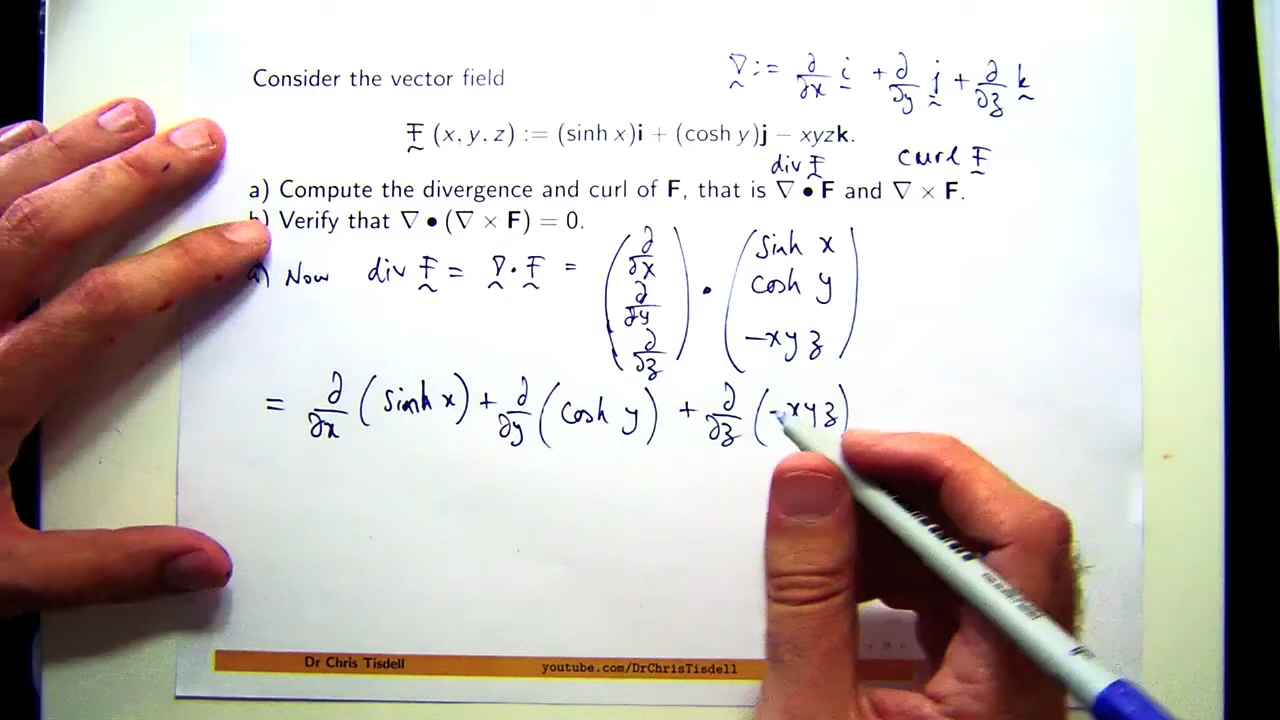 Consider the vector field
∇ := ∂/∂x i + ∂/∂y j + ∂/∂z k
F (x, y, z) := (sinh x)i + (cosh y)j − xyzk.
div F curl F
a) Compute the divergence and curl of F, that is ∇ • F and ∇ × F.
b) Verify that ∇ • (∇ × F) = 0.
a) Now div F = ∇ · F = (∂/∂x ∂/∂y ∂/∂z) · (sinh x cosh y −xyz)
= ∂/∂x (sinh x) + ∂/∂y (cosh y) + ∂/∂z (−xyz)
Dr Chris Tisdell youtube.com/DrChrisTisdell